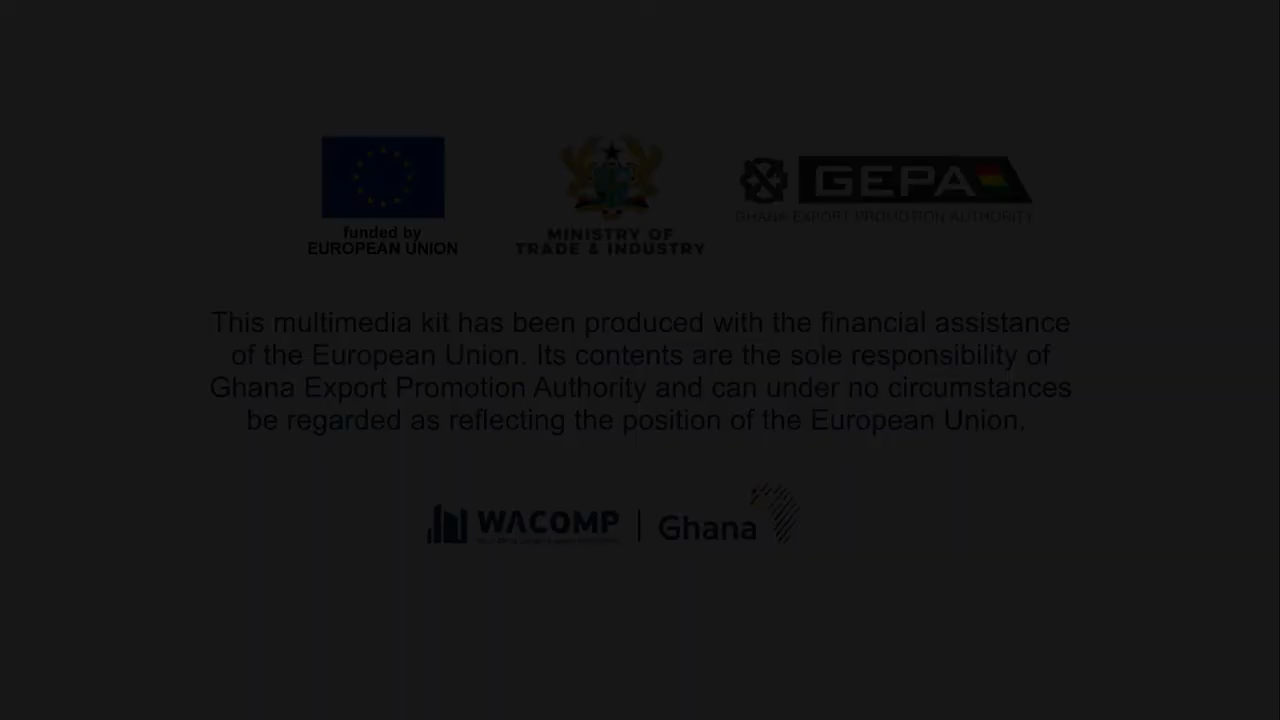 funded by
EUROPEAN UNION
MINISTRY OF
TRADE & INDUSTRY
GEPA
GHANA EXPORT PROMOTION AUTHORITY
This multimedia kit has been produced with the financial assistance
of the European Union. Its contents are the sole responsibility of
Ghana Export Promotion Authority and can under no circumstances
be regarded as reflecting the position of the European Union.
WACOMP
Ghana